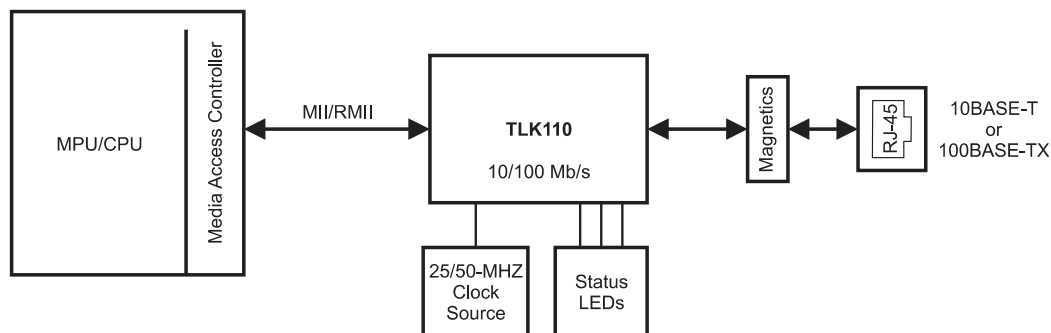 MPU/CPU
Media Access Controller
MII/RMII
TLK110
10/100 Mb/s
Magnetics
RJ-45
10BASE-T
or
100BASE-TX
25/50-MHZ
Clock
Source
Status
LEDs